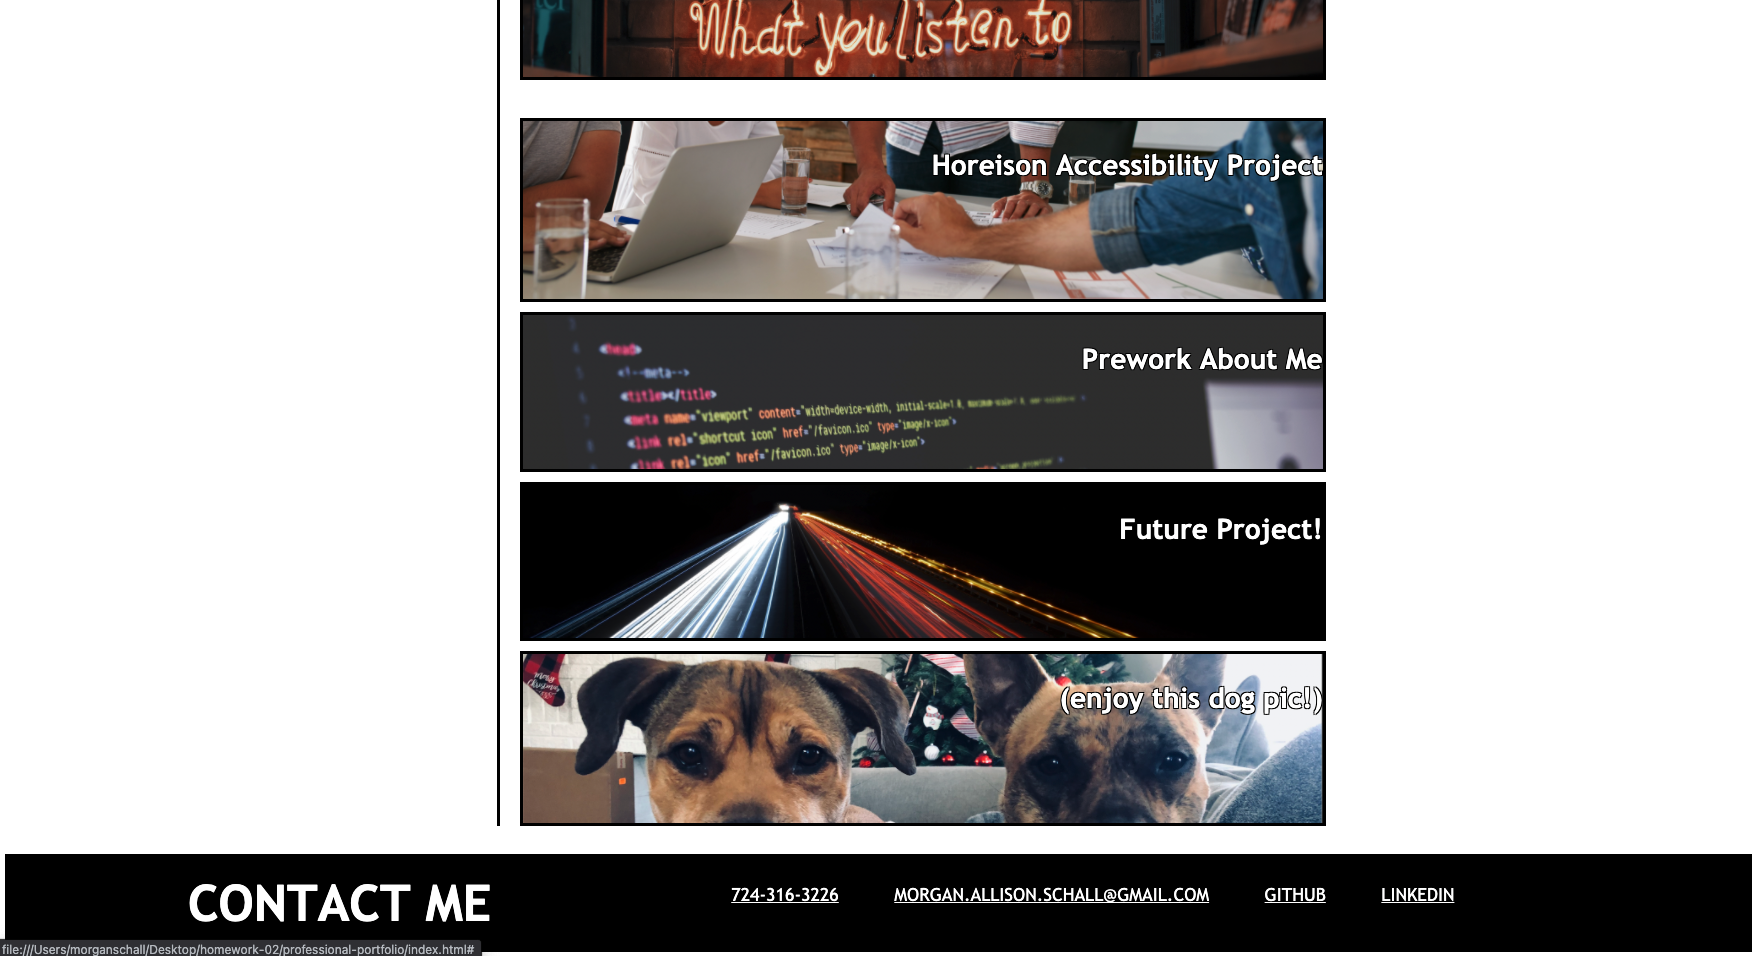 What you listen to
Horeison Accessibility Project
Prework About Me
<head>
<!--meta-->
<title></title>
<meta name="viewport" content="width=device-width, initial-scale=1.0,
<link rel="shortcut icon" href="/favicon.ico" type="image/x-icon">
<link rel="icon" href="/favicon.ico" type="image/x-icon">
Future Project!
Merry
Christmas
(enjoy this dog pic!)
CONTACT ME
724-316-3226 MORGAN.ALLISON.SCHALL@GMAIL.COM GITHUB LINKEDIN
file:///Users/morganschall/Desktop/homework-02/professional-portfolio/index.html#